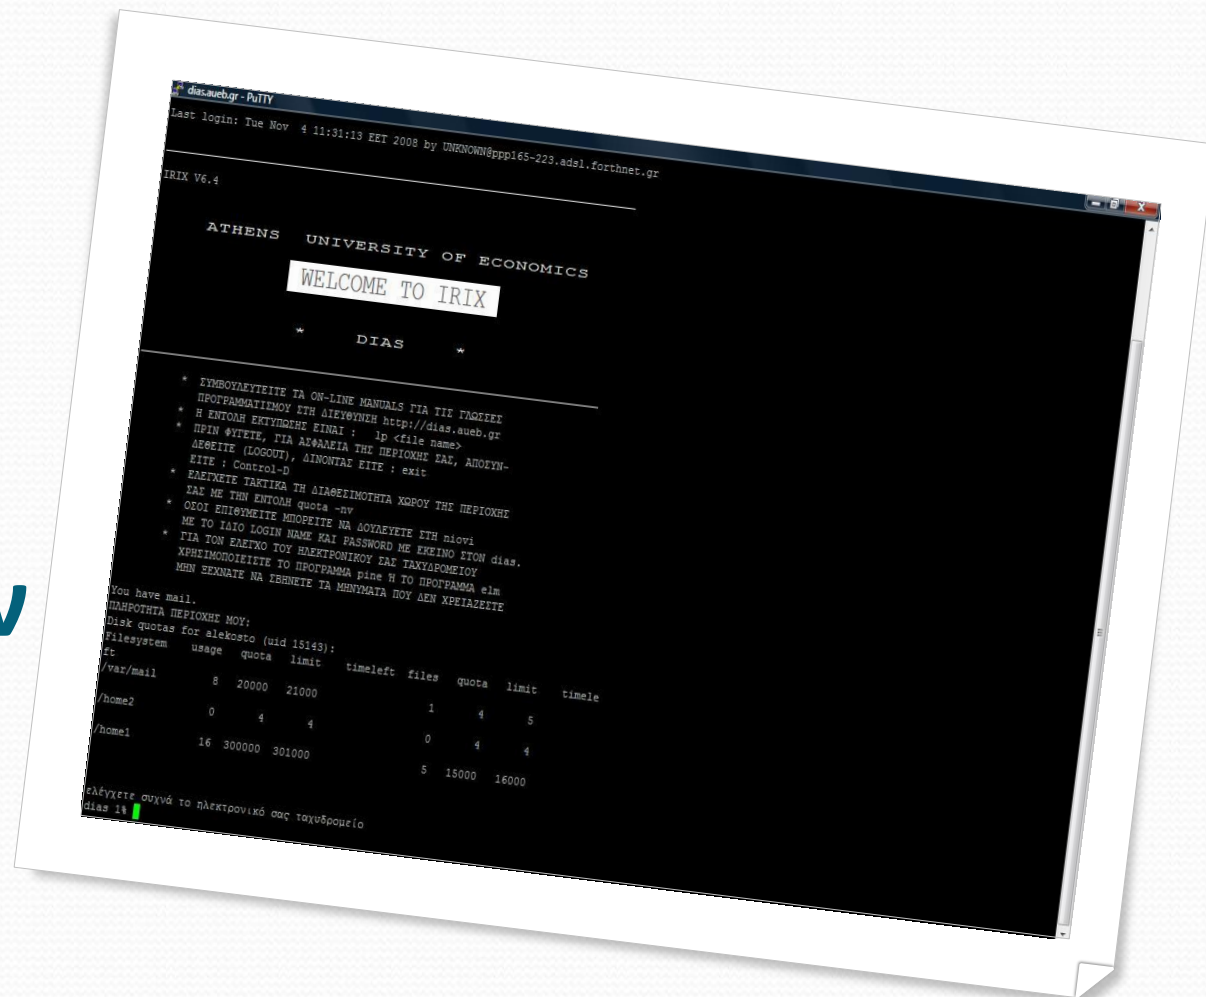 dias.aueb.gr - PuTTY
Last login: Tue Nov  4 11:31:13 EET 2008 by UNKNOWN@ppp165-223.adsl.forthnet.gr
IRIX V6.4
ATHENS  UNIVERSITY OF ECONOMICS
WELCOME TO IRIX
*    DIAS    *
* ΣΥΜΒΟΥΛΕΥΤΕΙΤΕ ΤΑ ON-LINE MANUALS ΓΙΑ ΤΙΣ ΓΛΩΣΣΕΣ
ΠΡΟΓΡΑΜΜΑΤΙΣΜΟΥ ΣΤΗ ΔΙΕΥΘΥΝΣΗ http://dias.aueb.gr
* Η ΕΝΤΟΛΗ ΕΚΤΥΠΩΣΗΣ ΕΙΝΑΙ :   lp <file name>
* ΠΡΙΝ ΦΥΓΕΤΕ, ΓΙΑ ΑΣΦΑΛΕΙΑ ΤΗΣ ΠΕΡΙΟΧΗΣ ΣΑΣ, ΑΠΟΣΥΝ-
ΔΕΘΕΙΤΕ (LOGOUT), ΔΙΝΟΝΤΑΣ ΕΙΤΕ : exit
ΕΙΤΕ : Control-D
* ΕΛΕΓΧΕΤΕ ΤΑΚΤΙΚΑ ΤΗ ΔΙΑΘΕΣΙΜΟΤΗΤΑ ΧΩΡΟΥ ΤΗΣ ΠΕΡΙΟΧΗΣ
ΣΑΣ ΜΕ ΤΗΝ ΕΝΤΟΛΗ quota -nv
* ΟΣΟΙ ΕΠΙΘΥΜΕΙΤΕ ΜΠΟΡΕΙΤΕ ΝΑ ΔΟΥΛΕΥΕΤΕ ΣΤΗ niovi
ΜΕ ΤΟ ΙΔΙΟ LOGIN NAME ΚΑΙ PASSWORD ΜΕ ΕΚΕΙΝΟ ΣΤΟΝ dias.
* ΓΙΑ ΤΟΝ ΕΛΕΓΧΟ ΤΟΥ ΗΛΕΚΤΡΟΝΙΚΟΥ ΣΑΣ ΤΑΧΥΔΡΟΜΕΙΟΥ
ΧΡΗΣΙΜΟΠΟΙΕΙΣΤΕ ΤΟ ΠΡΟΓΡΑΜΜΑ pine Ή ΤΟ ΠΡΟΓΡΑΜΜΑ elm
ΜΗΝ ΞΕΧΝΑΤΕ ΝΑ ΣΒΗΝΕΤΕ ΤΑ ΜΗΝΥΜΑΤΑ ΠΟΥ ΔΕΝ ΧΡΕΙΑΖΕΣΤΕ
You have mail.
ΠΛΗΡΟΤΗΤΑ ΠΕΡΙΟΧΗΣ ΜΟΥ:
Disk quotas for alekosto (uid 15143):
Filesystem  usage  quota  limit  timeleft  files  quota  limit  timele
ft
/var/mail
8  20000  21000  1  4  5
/home2
0  4  4  0  4  4
/home1
16  300000  301000  5  15000  16000
ελέγχετε συχνά το ηλεκτρονικό σας ταχυδρομείο
dias 1%